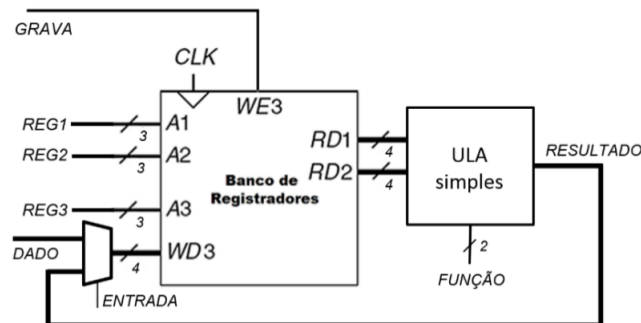 GRAVA
CLK
WE3
REG1
3
A1
REG2
3
A2
RD1
4
RD2
4
ULA
simples
RESULTADO
Banco de
Registradores
REG3
3
A3
DADO
4
WD3
2
FUNÇÃO
ENTRADA